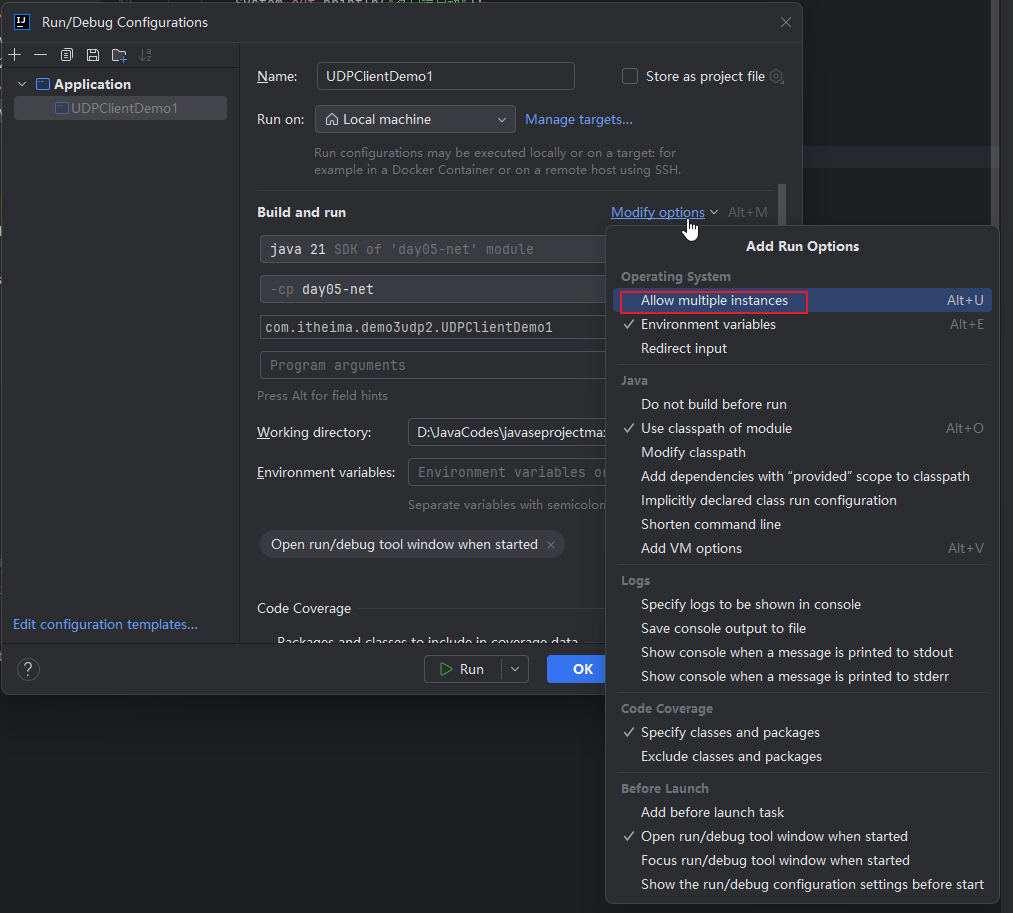 Run/Debug Configurations
Application
UDPClientDemo1
Name:
UDPClientDemo1
Store as project file
Run on:
Local machine
Manage targets...
Run configurations may be executed locally or on a target: for
example in a Docker Container or on a remote host using SSH.
Build and run
Modify options
Alt+M
java 21 SDK of 'day05-net' module
-cp day05-net
com.itheima.demo3udp2.UDPClientDemo1
Program arguments
Press Alt for field hints
Working directory:
D:\JavaCodes\javaseprojectma
Environment variables:
Environment variables o
Separate variables with semicolon
Open run/debug tool window when started
Code Coverage
Packages and classes to include in coverage data
Edit configuration templates...
?
Run
OK
Add Run Options
Operating System
Allow multiple instances Alt+U
Environment variables Alt+E
Redirect input
Java
Do not build before run
Use classpath of module Alt+O
Modify classpath
Add dependencies with “provided” scope to classpath
Implicitly declared class run configuration
Shorten command line
Add VM options Alt+V
Logs
Specify logs to be shown in console
Save console output to file
Show console when a message is printed to stdout
Show console when a message is printed to stderr
Code Coverage
Specify classes and packages
Exclude classes and packages
Before Launch
Add before launch task
Open run/debug tool window when started
Focus run/debug tool window when started
Show the run/debug configuration settings before start